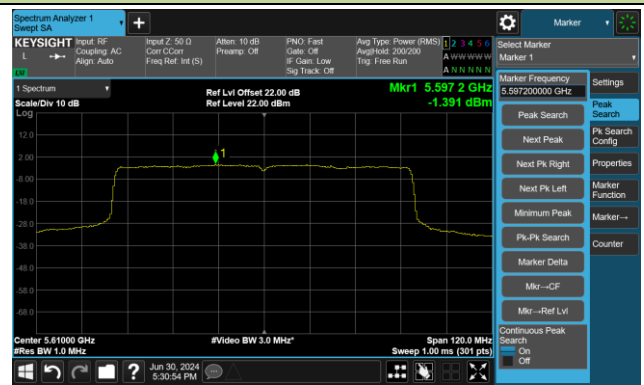 Spectrum Analyzer 1
Swept SA
Marker
KEYSIGHT
Input: RF
Coupling: AC
Align: Auto
Input Z: 50 Ω
Corr CCorr
Freq Ref: Int (S)
Atten: 10 dB
Preamp: Off
PNO: Fast
Gate: Off
IF Gain: Low
Sig Track: Off
Avg Type: Power (RMS)
Avg|Hold: 200/200
Trig: Free Run
1 2 3 4 5 6
A W W W W W
A N N N N N
L
LW
Select Marker
Marker 1
1 Spectrum
Scale/Div 10 dB
Log
Ref Lvl Offset 22.00 dB
Ref Level 22.00 dBm
Mkr1 5.597 2 GHz
-1.391 dBm
12.0
2.00
-8.00
-18.0
-28.0
-38.0
-48.0
-58.0
-68.0
1
Center 5.61000 GHz
#Res BW 1.0 MHz
#Video BW 3.0 MHz*
Span 120.0 MHz
Sweep 1.00 ms (301 pts)
Marker Frequency
5.597200000 GHz
Peak Search
Next Peak
Next Pk Right
Next Pk Left
Minimum Peak
Pk-Pk Search
Marker Delta
Mkr→CF
Mkr→Ref Lvl
Continuous Peak
Search
On
Off
Settings
Peak
Search
Pk Search
Config
Properties
Marker
Function
Marker→
Counter
?
Jun 30, 2024
5:30:54 PM